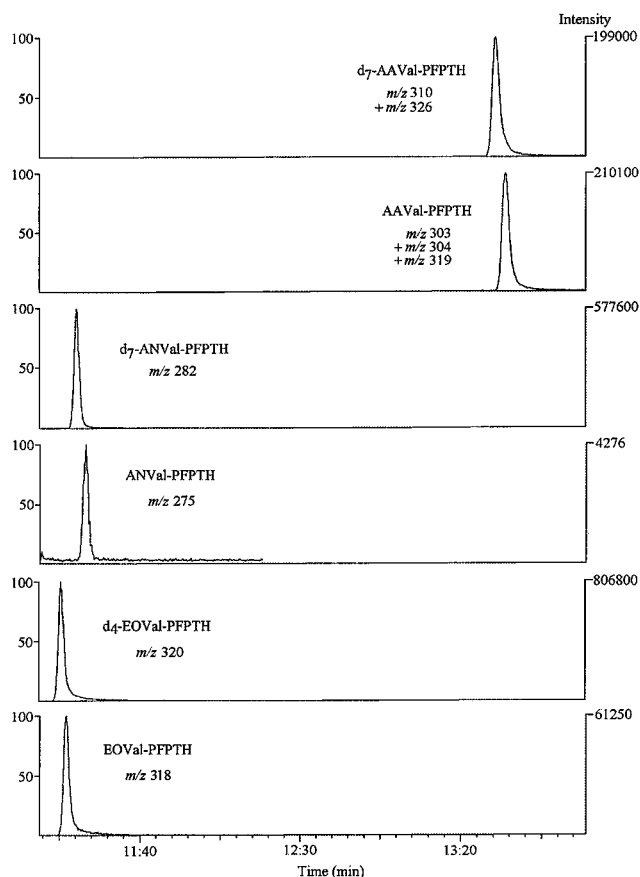 Intensity
100
50
d7-AAVal-PFPTH
m/z 310
+ m/z 326
199000
50
AAVal-PFPTH
m/z 303
+ m/z 304
+ m/z 319
210100
100
50
d7-ANVal-PFPTH
m/z 282
577600
100
50
ANVal-PFPTH
m/z 275
4276
100
50
d4-EOVal-PFPTH
m/z 320
806800
100
50
EOVal-PFPTH
m/z 318
61250
11:40
12:30
13:20
Time (min)